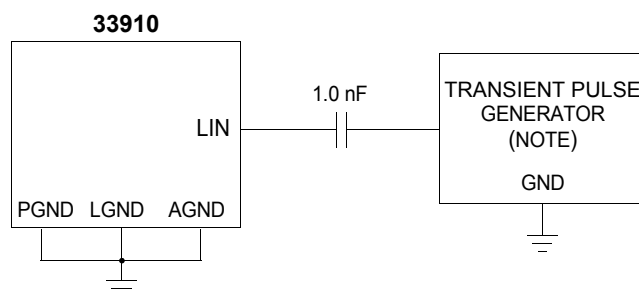 33910
1.0 nF
TRANSIENT PULSE
GENERATOR
(NOTE)
LIN
GND
PGND LGND AGND